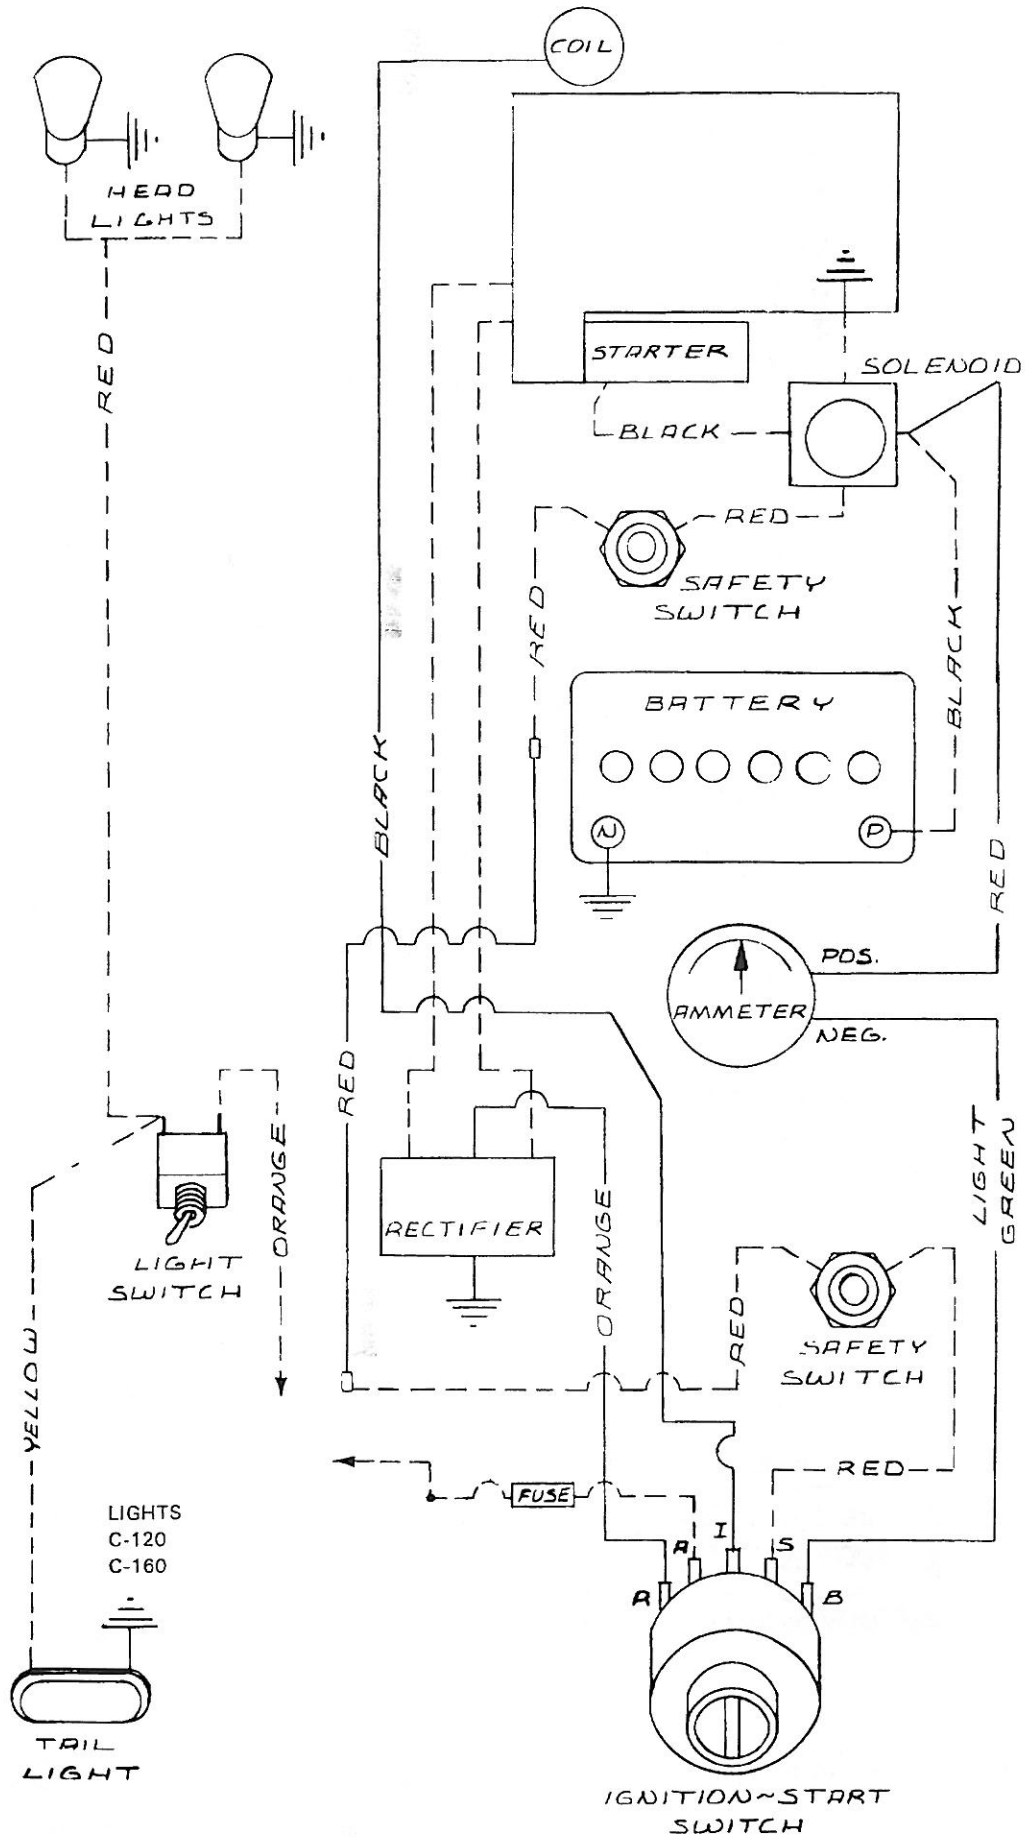 COIL
HEAD
LIGHTS
RED
STARTER
SOLENOID
BLACK
RED
SAFETY
SWITCH
RED
BLACK
BATTERY
N
P
BLACK
RED
POS.
AMMETER
NEG.
RED
ORANGE
LIGHT
GREEN
RECTIFIER
ORANGE
LIGHT
SWITCH
RED
SAFETY
SWITCH
YELLOW
RED
FUSE
LIGHTS
C-120
C-160
I
A
S
R
B
TAIL
LIGHT
IGNITION~START
SWITCH